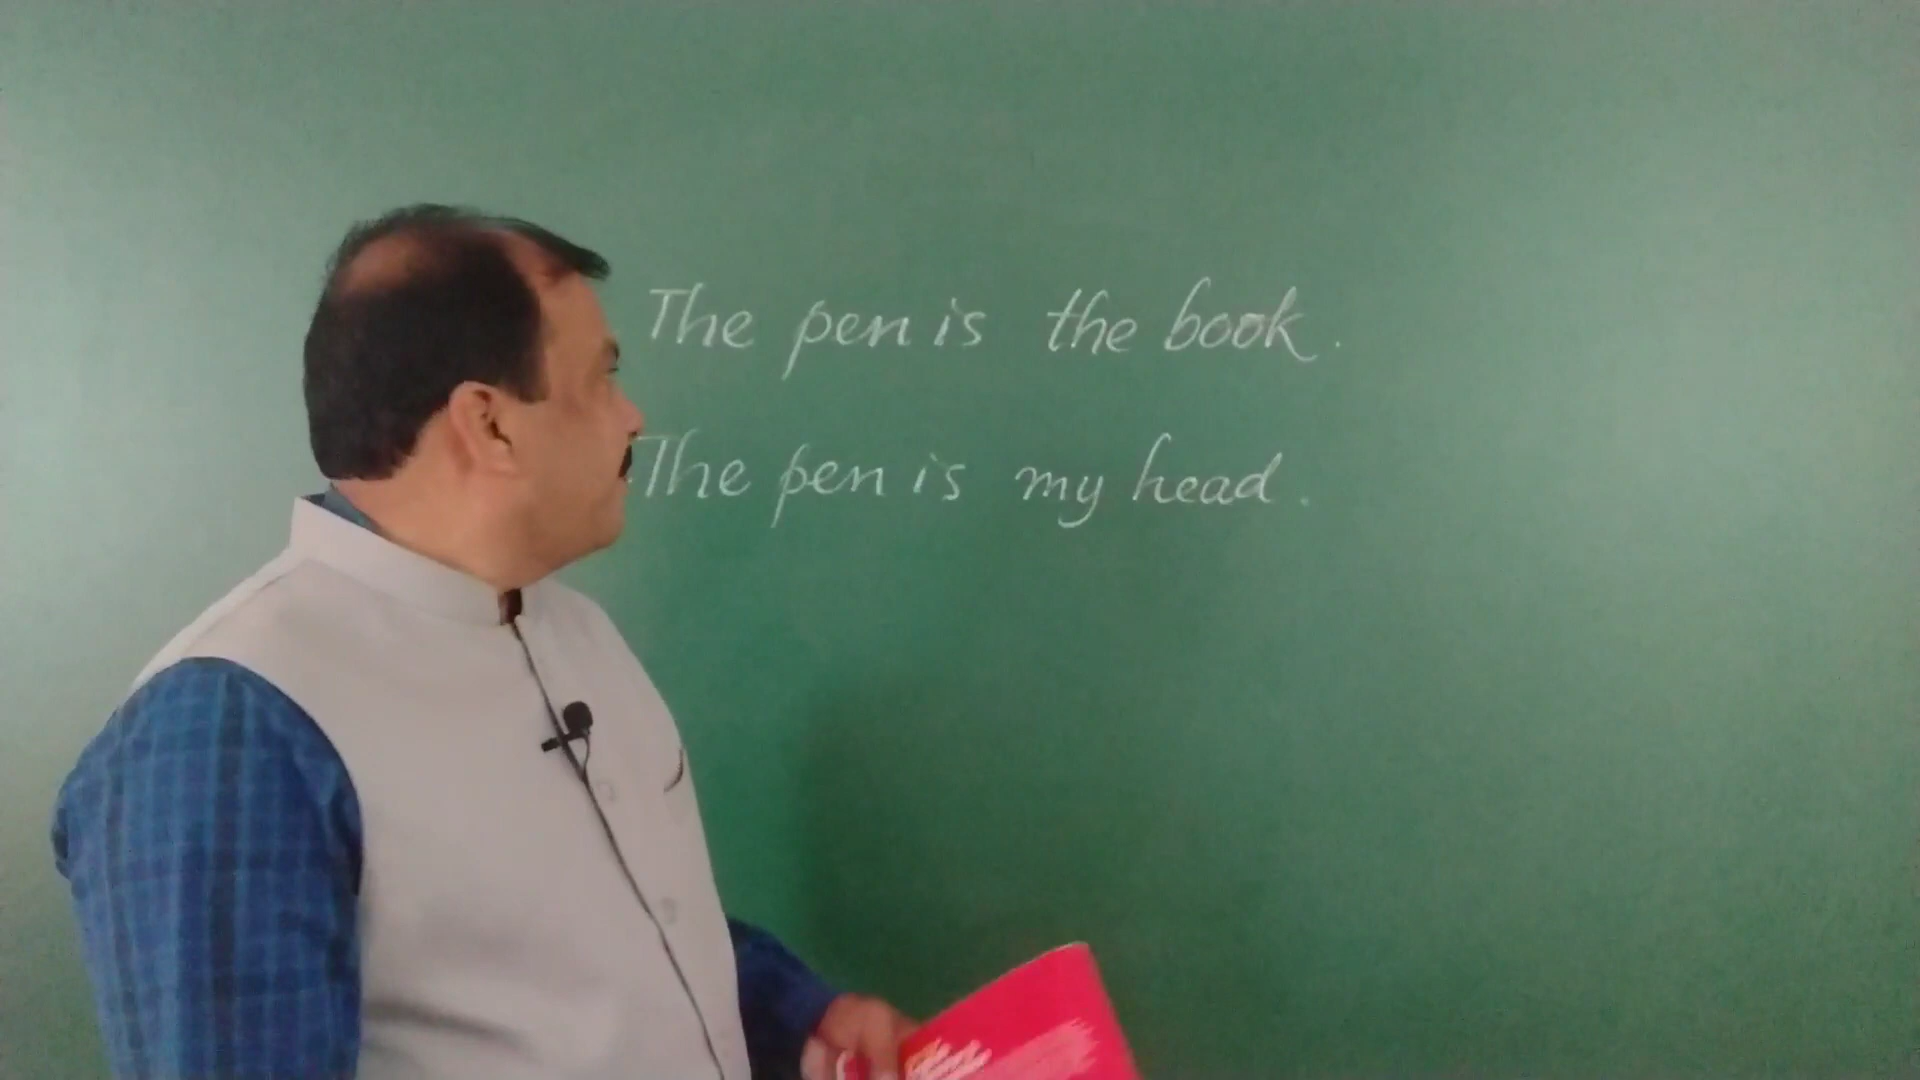 The pen is the book.
The pen is my head.